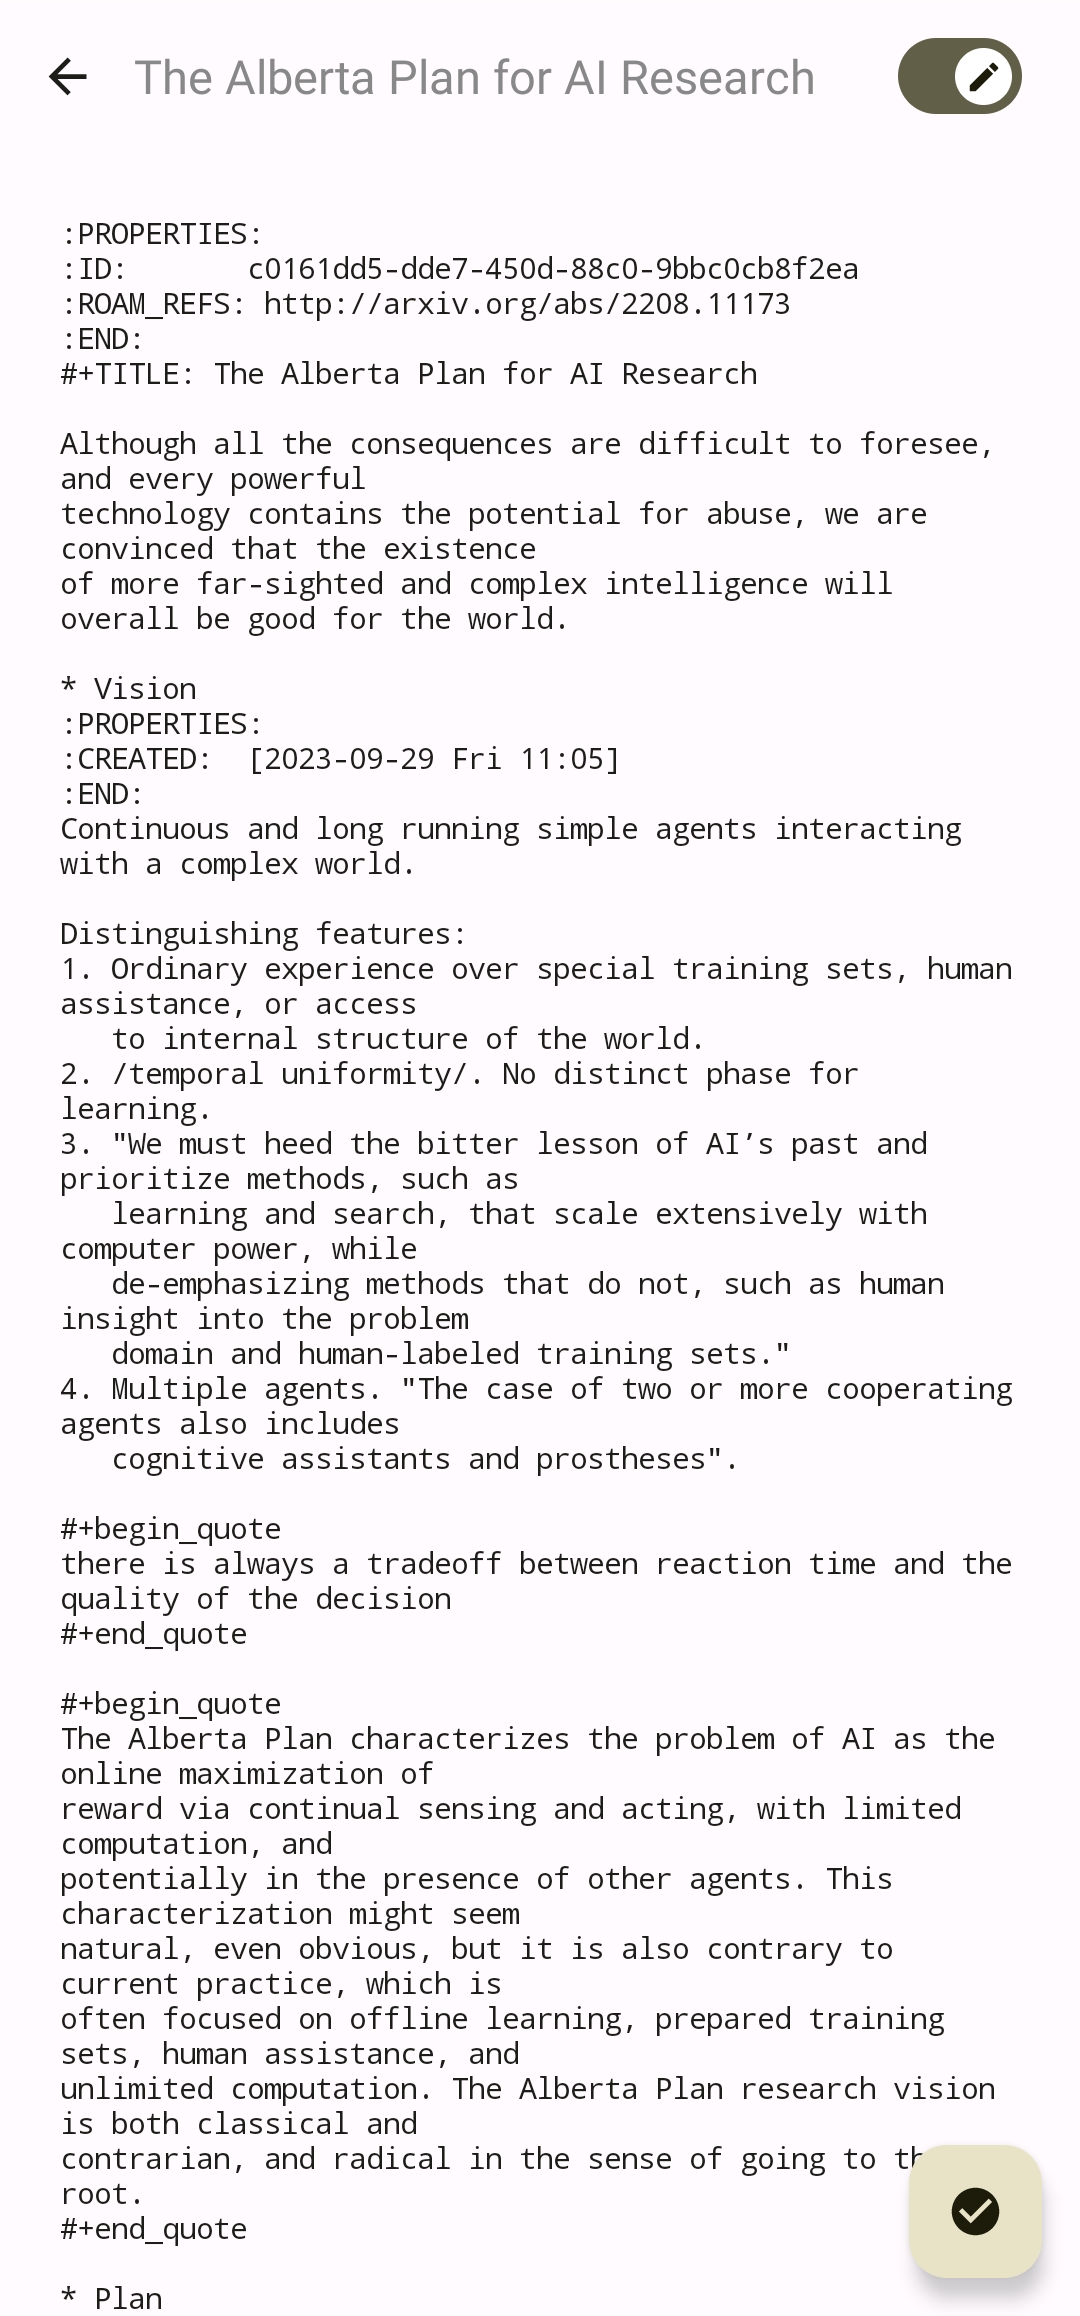 The Alberta Plan for AI Research
:PROPERTIES:
:ID:       c0161dd5-dde7-450d-88c0-9bbc0cb8f2ea
:ROAM_REFS: http://arxiv.org/abs/2208.11173
:END:
#+TITLE: The Alberta Plan for AI Research

Although all the consequences are difficult to foresee,
and every powerful
technology contains the potential for abuse, we are
convinced that the existence
of more far-sighted and complex intelligence will
overall be good for the world.

* Vision
:PROPERTIES:
:CREATED:  [2023-09-29 Fri 11:05]
:END:
Continuous and long running simple agents interacting
with a complex world.

Distinguishing features:
1. Ordinary experience over special training sets, human
assistance, or access
   to internal structure of the world.
2. /temporal uniformity/. No distinct phase for
learning.
3. "We must heed the bitter lesson of AI’s past and
prioritize methods, such as
   learning and search, that scale extensively with
computer power, while
   de-emphasizing methods that do not, such as human
insight into the problem
   domain and human-labeled training sets."
4. Multiple agents. "The case of two or more cooperating
agents also includes
   cognitive assistants and prostheses".

#+begin_quote
there is always a tradeoff between reaction time and the
quality of the decision
#+end_quote

#+begin_quote
The Alberta Plan characterizes the problem of AI as the
online maximization of
reward via continual sensing and acting, with limited
computation, and
potentially in the presence of other agents. This
characterization might seem
natural, even obvious, but it is also contrary to
current practice, which is
often focused on offline learning, prepared training
sets, human assistance, and
unlimited computation. The Alberta Plan research vision
is both classical and
contrarian, and radical in the sense of going to
root.
#+end_quote

* Plan